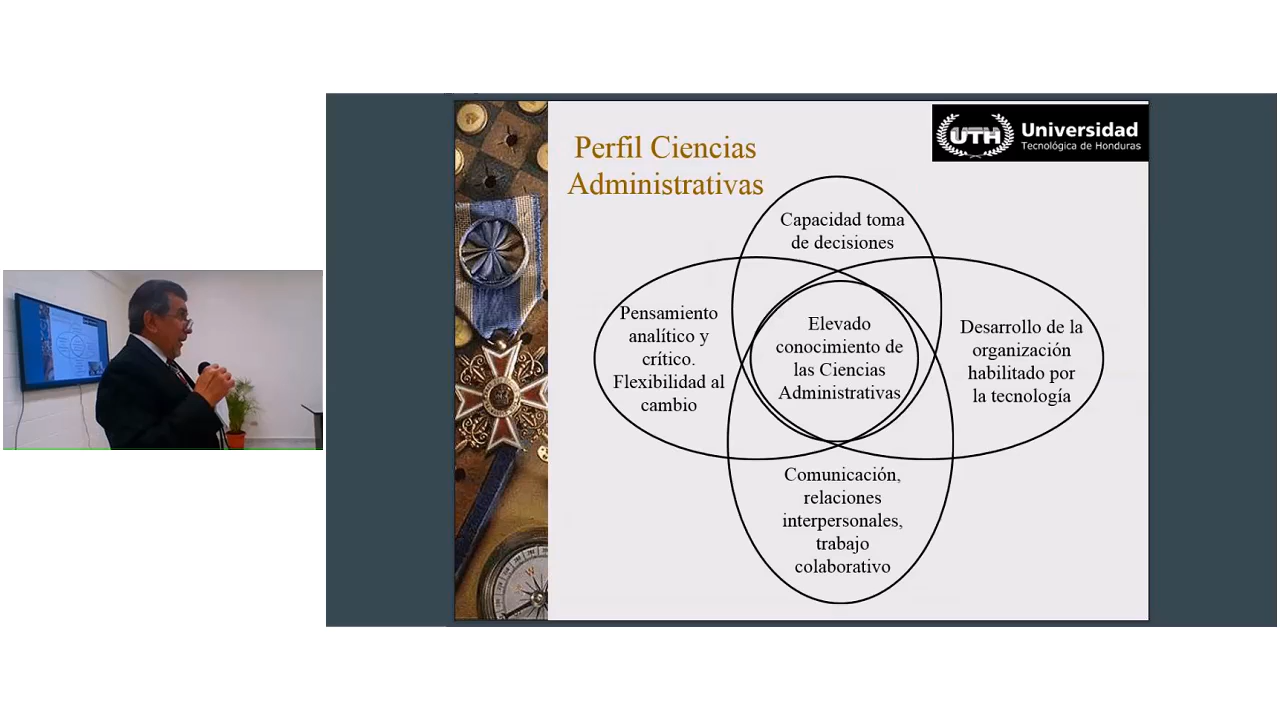 Perfil Ciencias
Administrativas
UTH
Universidad
Tecnológica de Honduras
Capacidad toma
de decisiones
Pensamiento
analítico y
crítico.
Flexibilidad al
cambio
Elevado
conocimiento de
las Ciencias
Administrativas
Desarrollo de la
organización
habilitado por
la tecnología
Comunicación,
relaciones
interpersonales,
trabajo
colaborativo